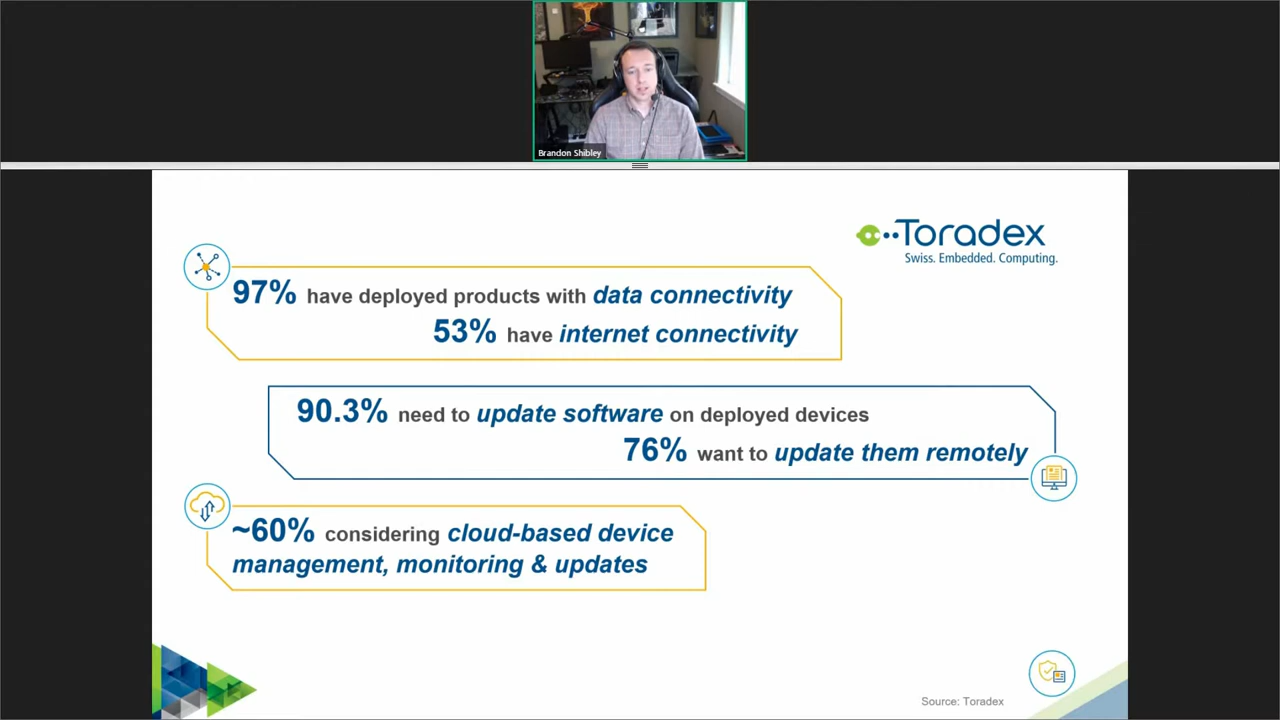 Brandon Shibley
Toradex
Swiss. Embedded. Computing.
97% have deployed products with data connectivity
53% have internet connectivity
90.3% need to update software on deployed devices
76% want to update them remotely
~60% considering cloud-based device
management, monitoring & updates
Source: Toradex